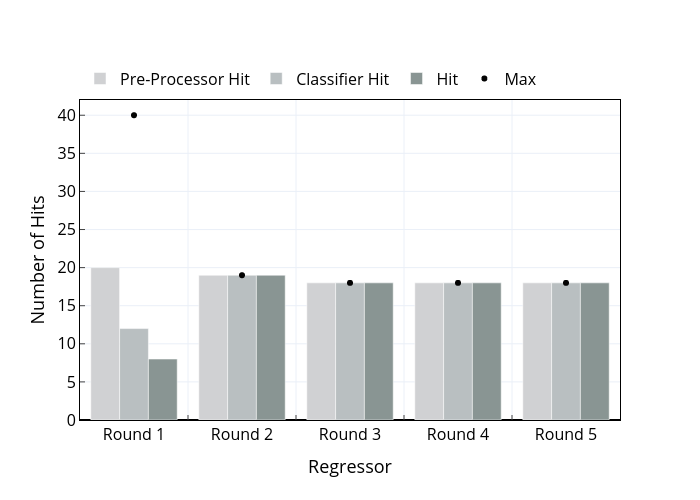 Pre-Processor Hit Classifier Hit Hit Max
40
35
30
25
20
15
10
5
0
Number of Hits
Round 1 Round 2 Round 3 Round 4 Round 5
Regressor